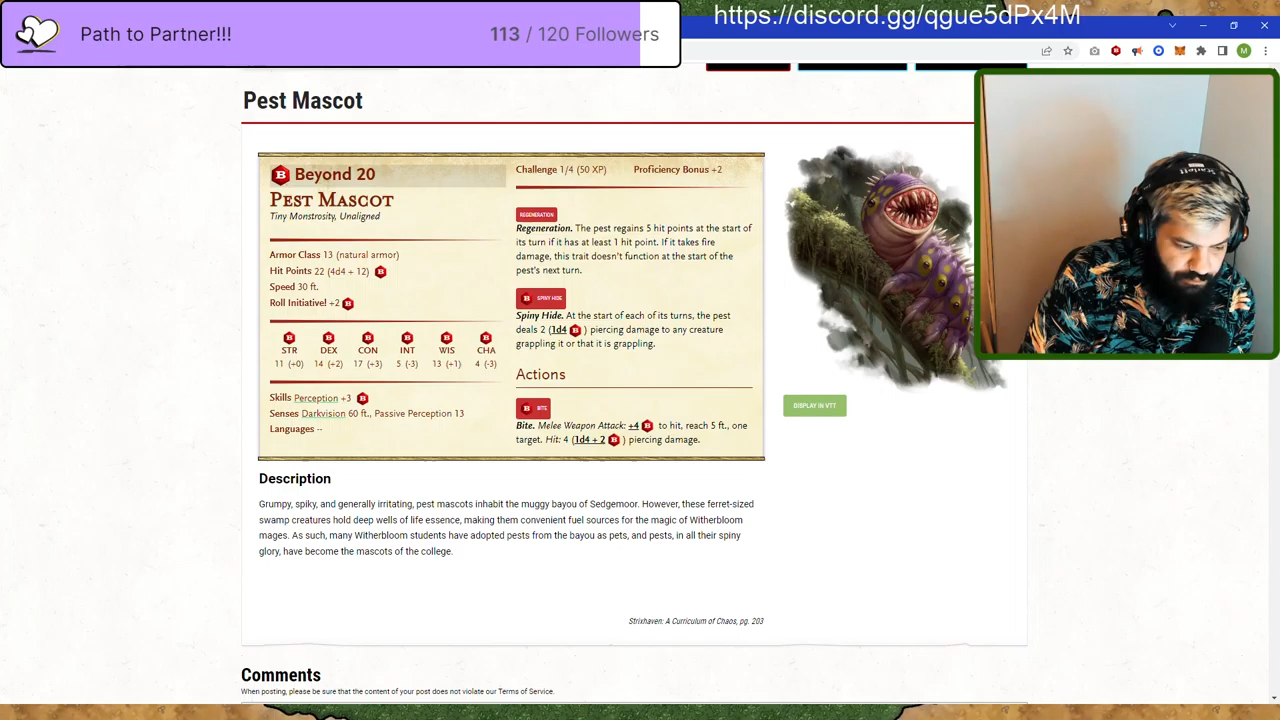 Path to Partner!!!
113 / 120 Followers
https://discord.gg/qgue5dPx4M
M
Pest Mascot
B Beyond 20
Pest Mascot
Tiny Monstrosity, Unaligned
Armor Class 13 (natural armor)
Hit Points 22 (4d4 + 12)
Speed 30 ft.
Roll Initiative! +2
STR DEX CON INT WIS CHA
11 (+0) 14 (+2) 17 (+3) 5 (-3) 13 (+1) 4 (-3)
Skills Perception +3
Senses Darkvision 60 ft., Passive Perception 13
Languages --
Challenge 1/4 (50 XP) Proficiency Bonus +2
REGENERATION
Regeneration. The pest regains 5 hit points at the start of
its turn if it has at least 1 hit point. If it takes fire
damage, this trait doesn't function at the start of the
pest's next turn.
SPINY HIDE
Spiny Hide. At the start of each of its turns, the pest
deals 2 (1d4 ) piercing damage to any creature
grappling it or that it is grappling.
Actions
BITE
Bite. Melee Weapon Attack: +4 to hit, reach 5 ft., one
target. Hit: 4 (1d4 + 2 ) piercing damage.
DISPLAY IN VTT
Description
Grumpy, spiky, and generally irritating, pest mascots inhabit the muggy bayou of Sedgemoor. However, these ferret-sized
swamp creatures hold deep wells of life essence, making them convenient fuel sources for the magic of Witherbloom
mages. As such, many Witherbloom students have adopted pests from the bayou as pets, and pests, in all their spiny
glory, have become the mascots of the college.
Strixhaven: A Curriculum of Chaos, pg. 203
Comments
When posting, please be sure that the content of your post does not violate our Terms of Service.